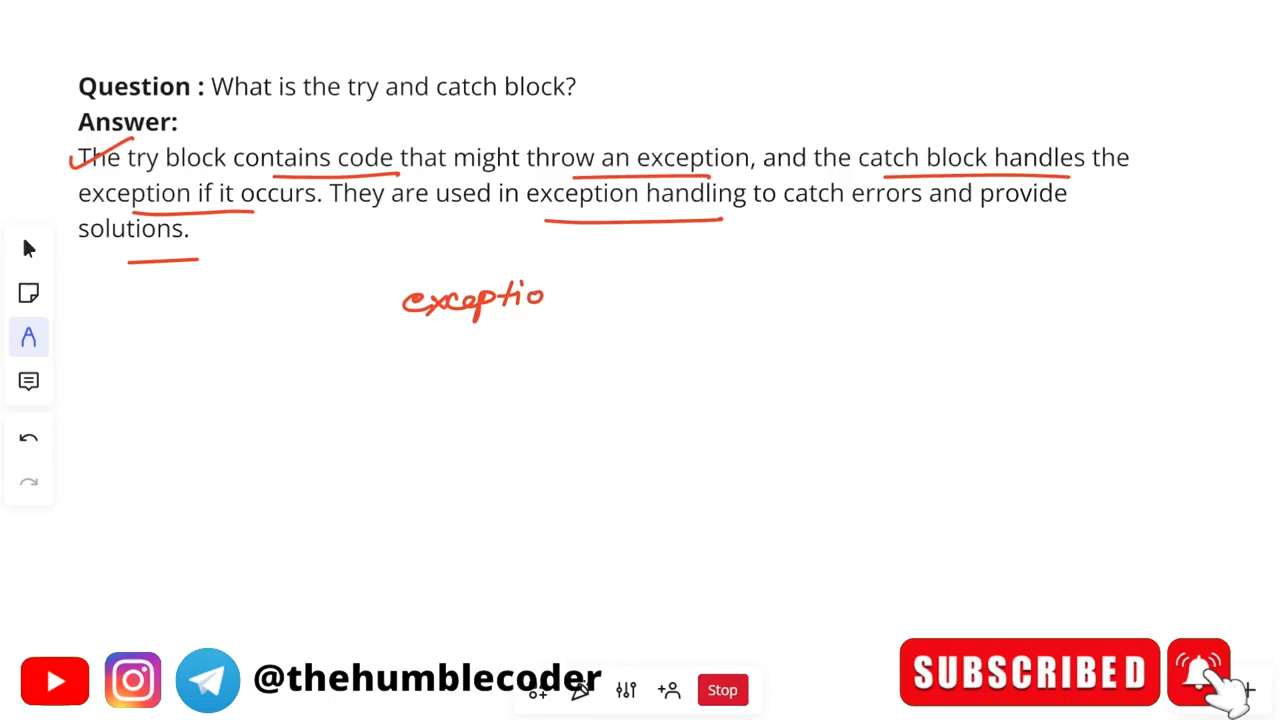 Question : What is the try and catch block?
Answer:
The try block contains code that might throw an exception, and the catch block handles the
exception if it occurs. They are used in exception handling to catch errors and provide
solutions.
exceptio
@thehumblecoder
Stop
SUBSCRIBED